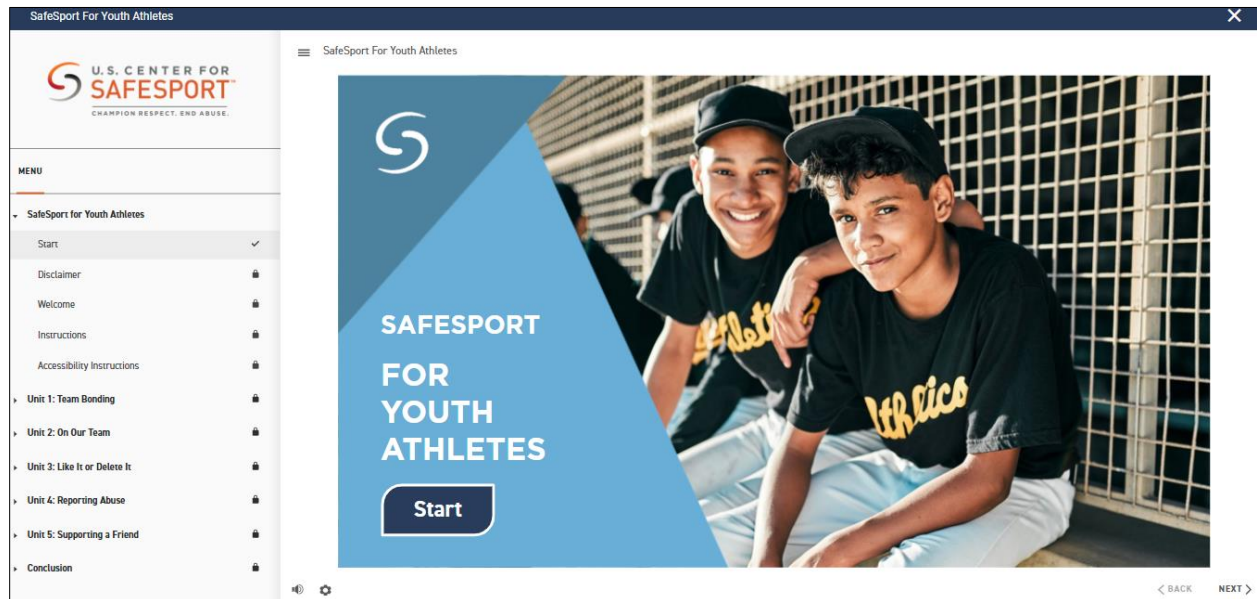 SafeSport For Youth Athletes
U.S. CENTER FOR
SAFESPORT™
CHAMPION RESPECT. END ABUSE.
MENU
SafeSport for Youth Athletes
Start
Disclaimer
Welcome
Instructions
Accessibility Instructions
Unit 1: Team Bonding
Unit 2: On Our Team
Unit 3: Like It or Delete It
Unit 4: Reporting Abuse
Unit 5: Supporting a Friend
Conclusion
SafeSport For Youth Athletes
SAFESPORT
FOR
YOUTH
ATHLETES
Start
BACK
NEXT